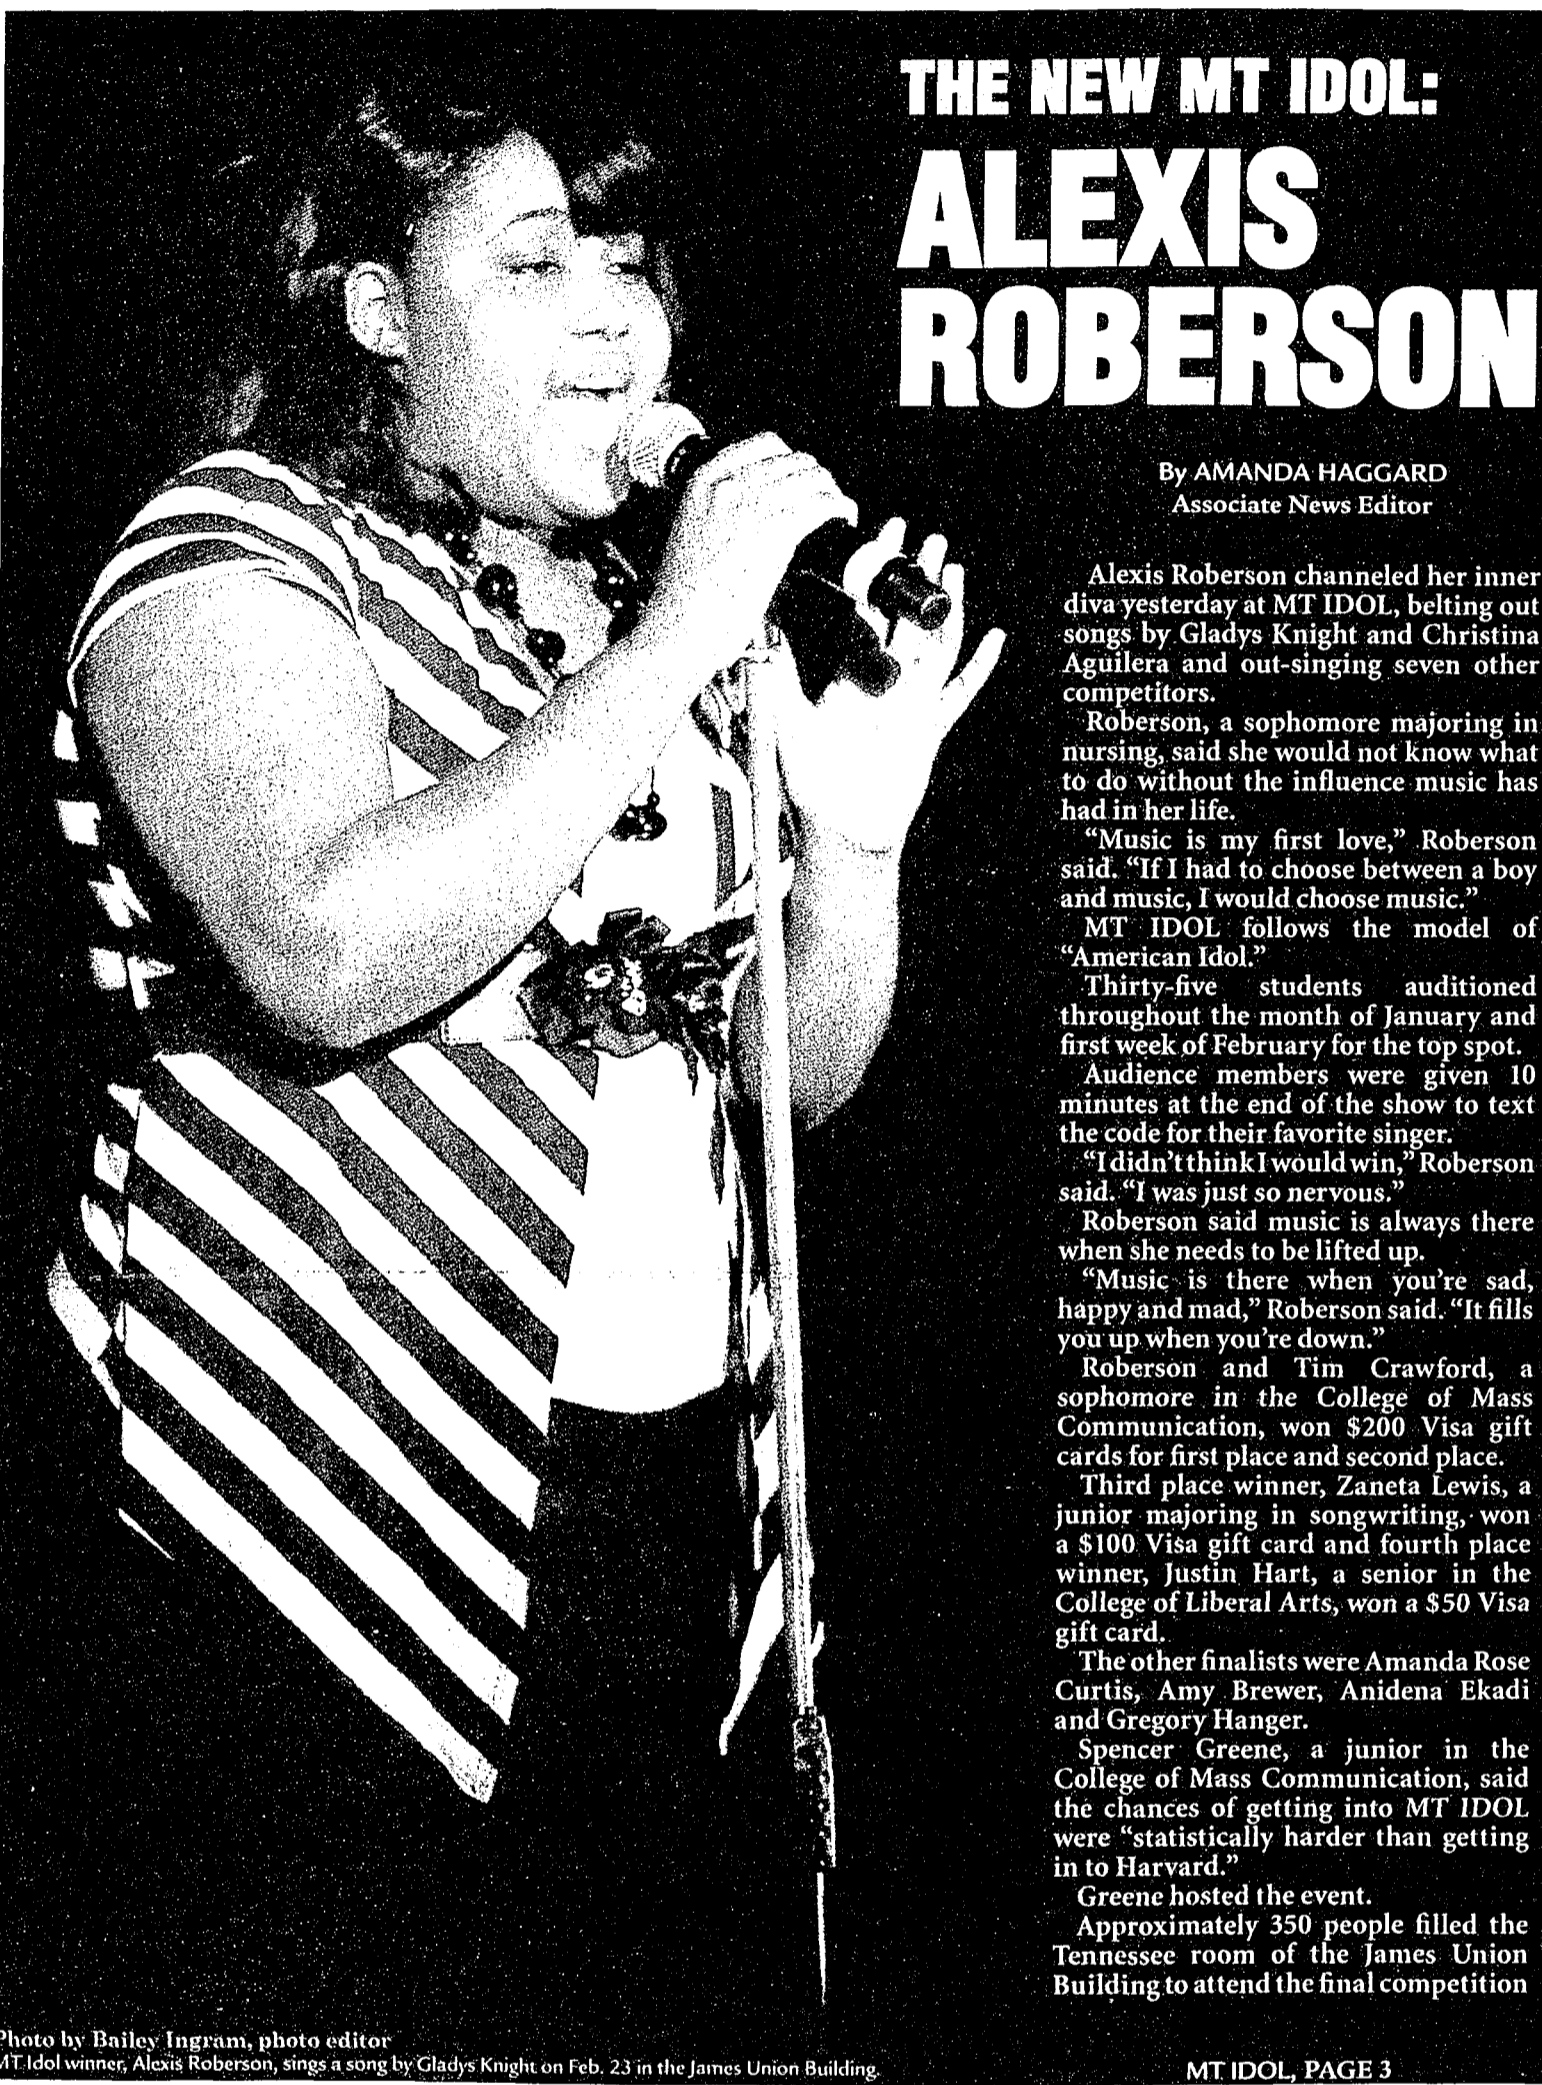 THE NEW MT IDOL:
ALEXIS
ROBERSON
By AMANDA HAGGARD
Associate News Editor
Alexis Roberson channeled her inner
diva yesterday at MT IDOL, belting out
songs by Gladys Knight and Christina
Aguilera and out-singing seven other
competitors.
Roberson, a sophomore majoring in
nursing, said she would not know what
to do without the influence music has
had in her life.
“Music is my first love,” Roberson
said. “If I had to choose between a boy
and music, I would choose music.”
MT IDOL follows the model of
“American Idol.”
Thirty-five students auditioned
throughout the month of January and
first week of February for the top spot.
Audience members were given 10
minutes at the end of the show to text
the code for their favorite singer.
“I didn’t think I would win,” Roberson
said. “I was just so nervous.”
Roberson said music is always there
when she needs to be lifted up.
“Music is there when you’re sad,
happy and mad,” Roberson said. “It fills
you up when you’re down.”
Roberson and Tim Crawford, a
sophomore in the College of Mass
Communication, won $200 Visa gift
cards for first place and second place.
Third place winner, Zaneta Lewis, a
junior majoring in songwriting, won
a $100 Visa gift card and fourth place
winner, Justin Hart, a senior in the
College of Liberal Arts, won a $50 Visa
gift card.
The other finalists were Amanda Rose
Curtis, Amy Brewer, Anidena Ekadi
and Gregory Hanger.
Spencer Greene, a junior in the
College of Mass Communication, said
the chances of getting into MT IDOL
were “statistically harder than getting
in to Harvard.”
Greene hosted the event.
Approximately 350 people filled the
Tennessee room of the James Union
Building to attend the final competition
MT IDOL, PAGE 3
Photo by Bailey Ingram, photo editor
MT Idol winner, Alexis Roberson, sings a song by Gladys Knight on Feb. 23 in the James Union Building.